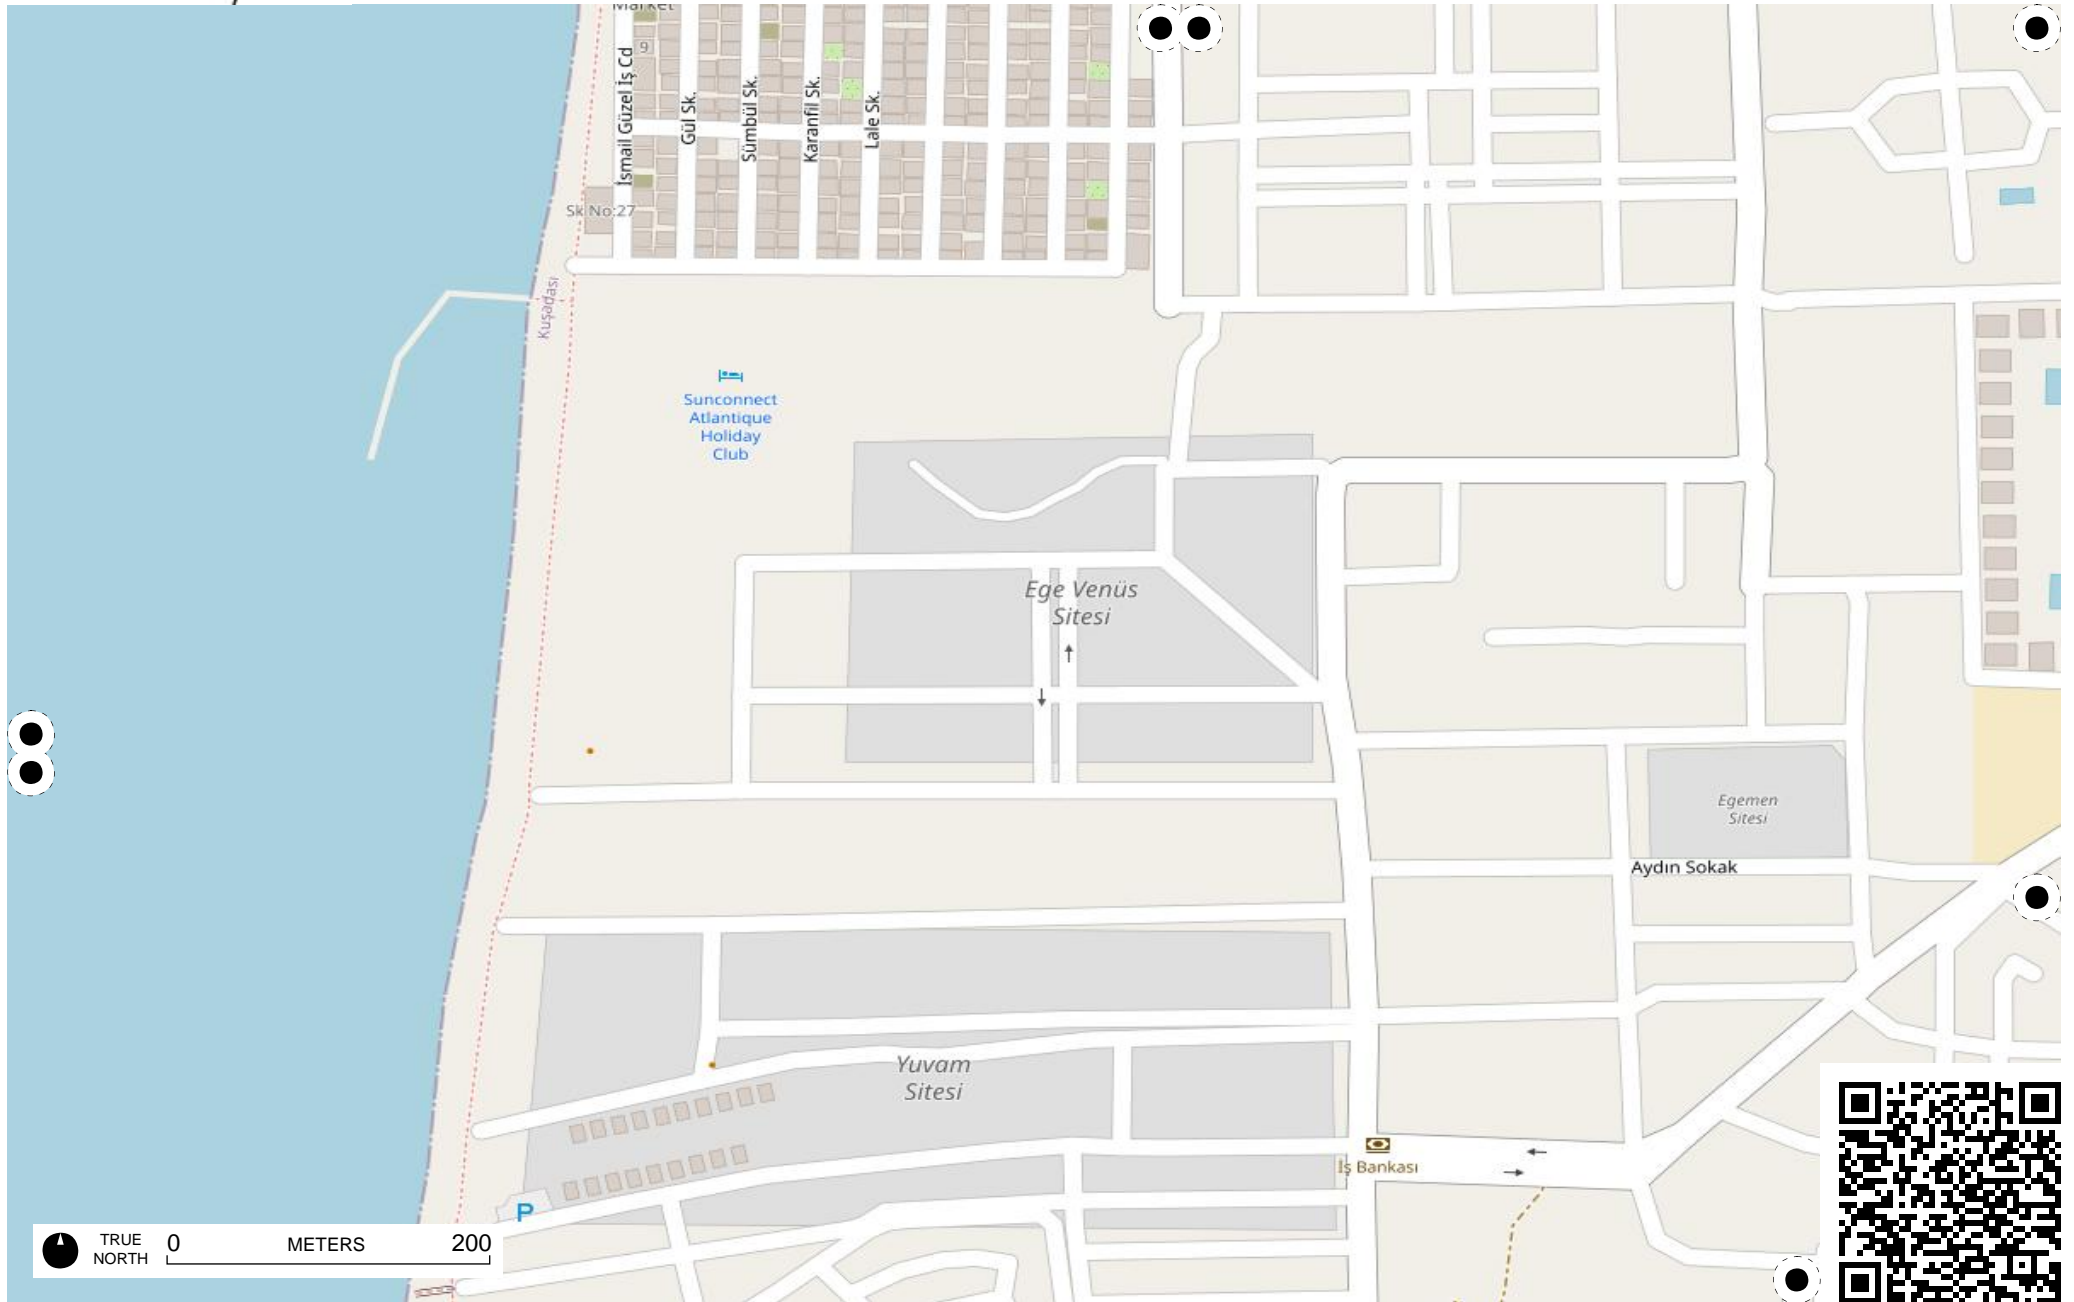 Market
9
İsmail Güzel İş Cd
Gül Sk.
Sümbül Sk.
Karanfil Sk.
Lale Sk.
Sk No:27
Kuşadası
Sunconnect
Atlantique
Holiday
Club
Ege Venüs
Sitesi
Egemen
Sitesi
Aydın Sokak
Yuvam
Sitesi
İş Bankası
P
TRUE
NORTH
0 METERS 200